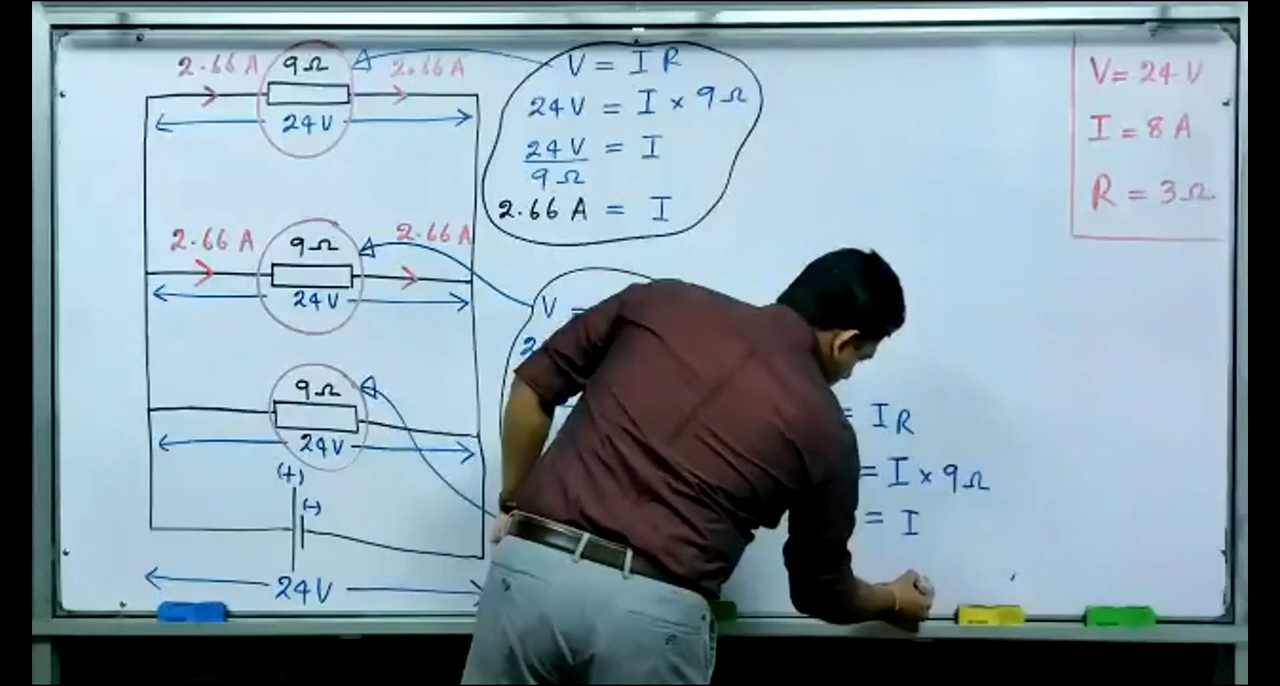 2.66 A
9Ω
2.66 A
24V
2.66 A
9Ω
2.66 A
24V
9Ω
24V
(+)
(-)
24V
V = I R
24V = I × 9Ω
24V = I
9Ω
2.66 A = I
V =
= I R
= I × 9Ω
= I
V = 24 V
I = 8 A
R = 3Ω